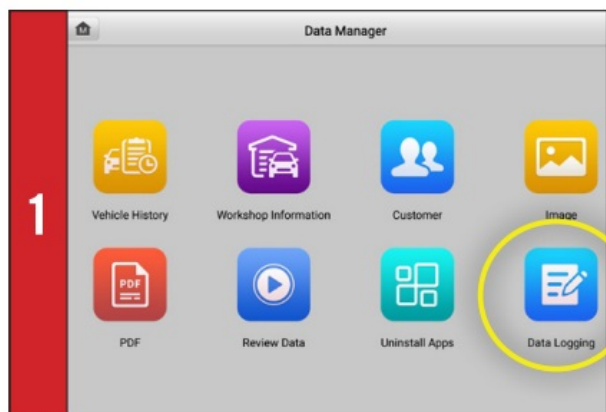 1
Data Manager
Vehicle History
Workshop Information
Customer
Image
PDF
PDF
Review Data
Uninstall Apps
Data Logging